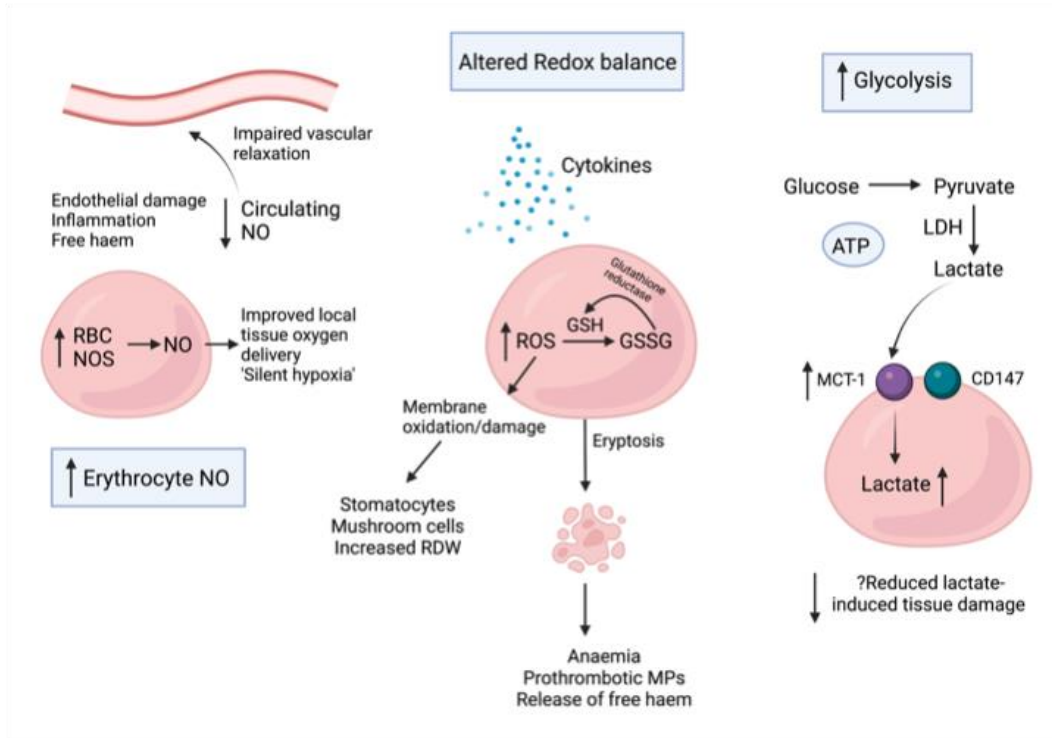 Impaired vascular
relaxation
Endothelial damage
Inflammation
Free haem
Circulating
NO
RBC
NOS
NO
Improved local
tissue oxygen
delivery
'Silent hypoxia'
Erythrocyte NO
Altered Redox balance
Cytokines
Glutathione
reductase
ROS
GSH
GSSG
Membrane
oxidation/damage
Eryptosis
Stomatocytes
Mushroom cells
Increased RDW
Anaemia
Prothrombotic MPs
Release of free haem
Glycolysis
Glucose
Pyruvate
LDH
ATP
Lactate
MCT-1
CD147
Lactate
?Reduced lactate-
induced tissue damage